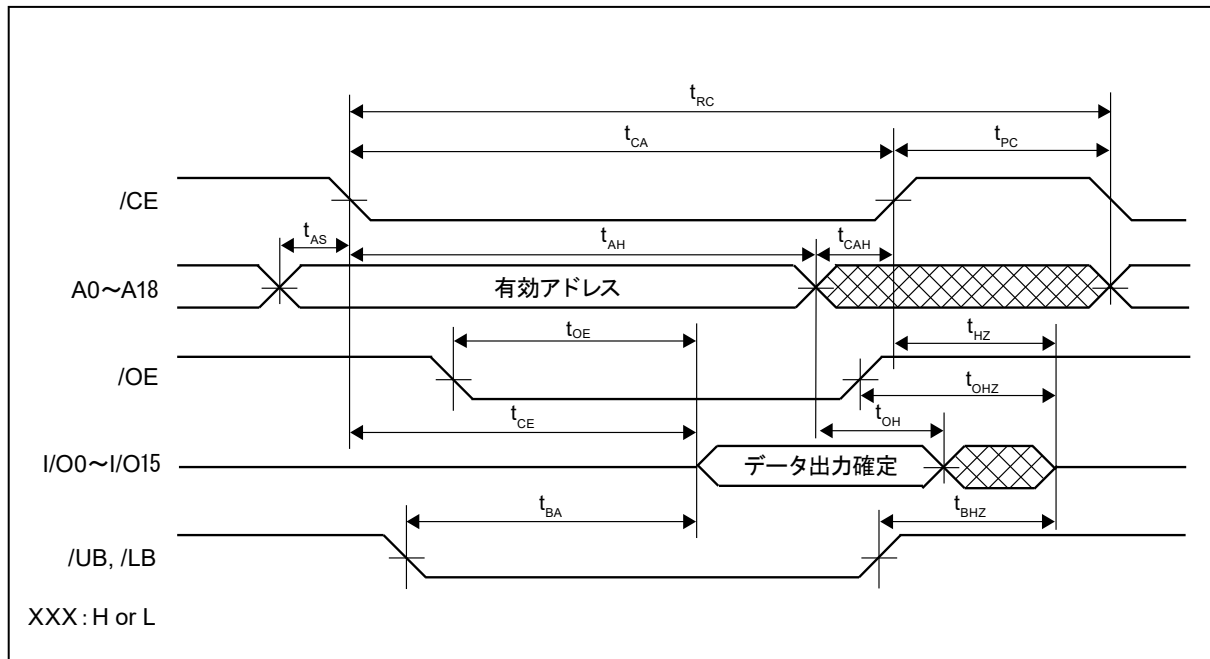 tRC
tCA
tPC
/CE
tAS
tAH
tCAH
A0～A18
有効アドレス
tOE
tHZ
/OE
tOHZ
tCE
tOH
I/O0～I/O15
データ出力確定
tBA
tBHZ
/UB, /LB
XXX : H or L